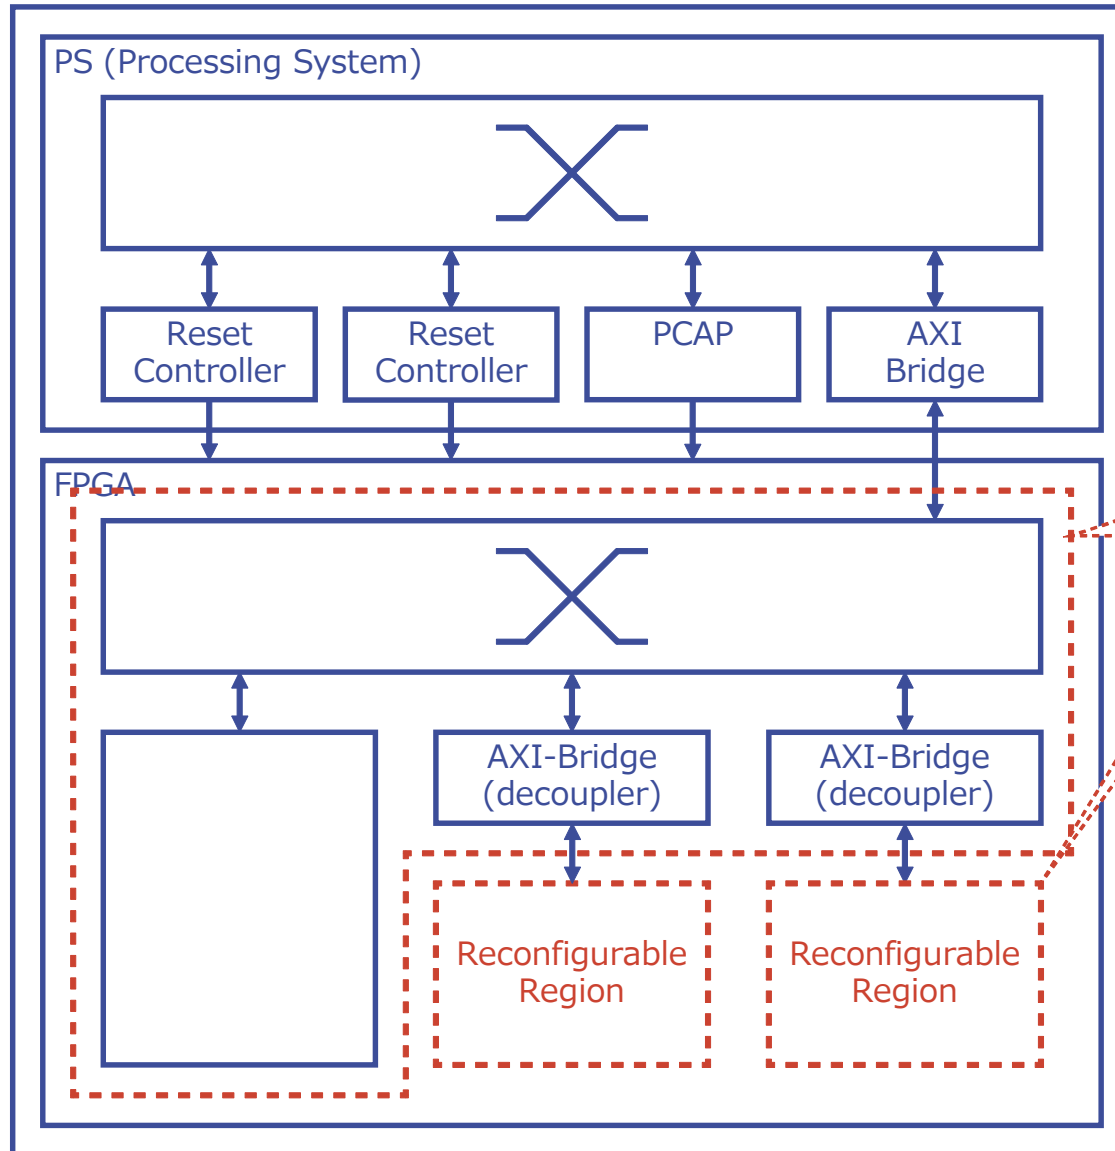 PS (Processing System)
Reset
Controller
Reset
Controller
PCAP
AXI
Bridge
FPGA
AXI-Bridge
(decoupler)
AXI-Bridge
(decoupler)
Reconfigurable
Region
Reconfigurable
Region